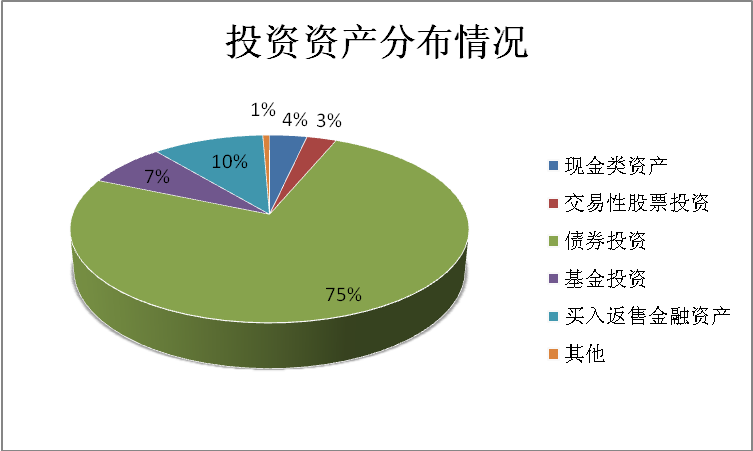 投资资产分布情况
1%
4%
3%
10%
7%
75%
现金类资产
交易性股票投资
债券投资
基金投资
买入返售金融资产
其他